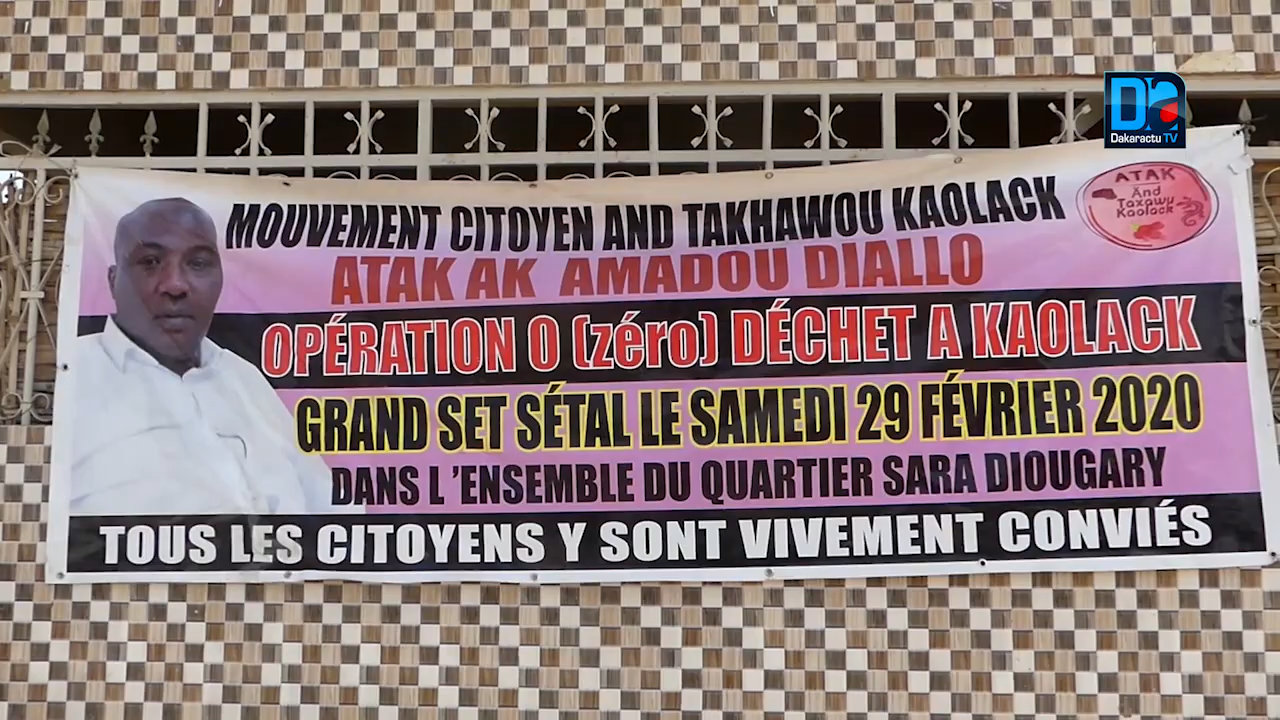 Dakaractu TV
MOUVEMENT CITOYEN AND TAKHAWOU KAOLACK
ATAK
And
Taxawu
Kaolack
ATAK AK AMADOU DIALLO
OPÉRATION 0 (zéro) DÉCHET A KAOLACK
GRAND SET SÉTAL LE SAMEDI 29 FÉVRIER 2020
DANS L'ENSEMBLE DU QUARTIER SARA DIOUGARY
TOUS LES CITOYENS Y SONT VIVEMENT CONVIÉS